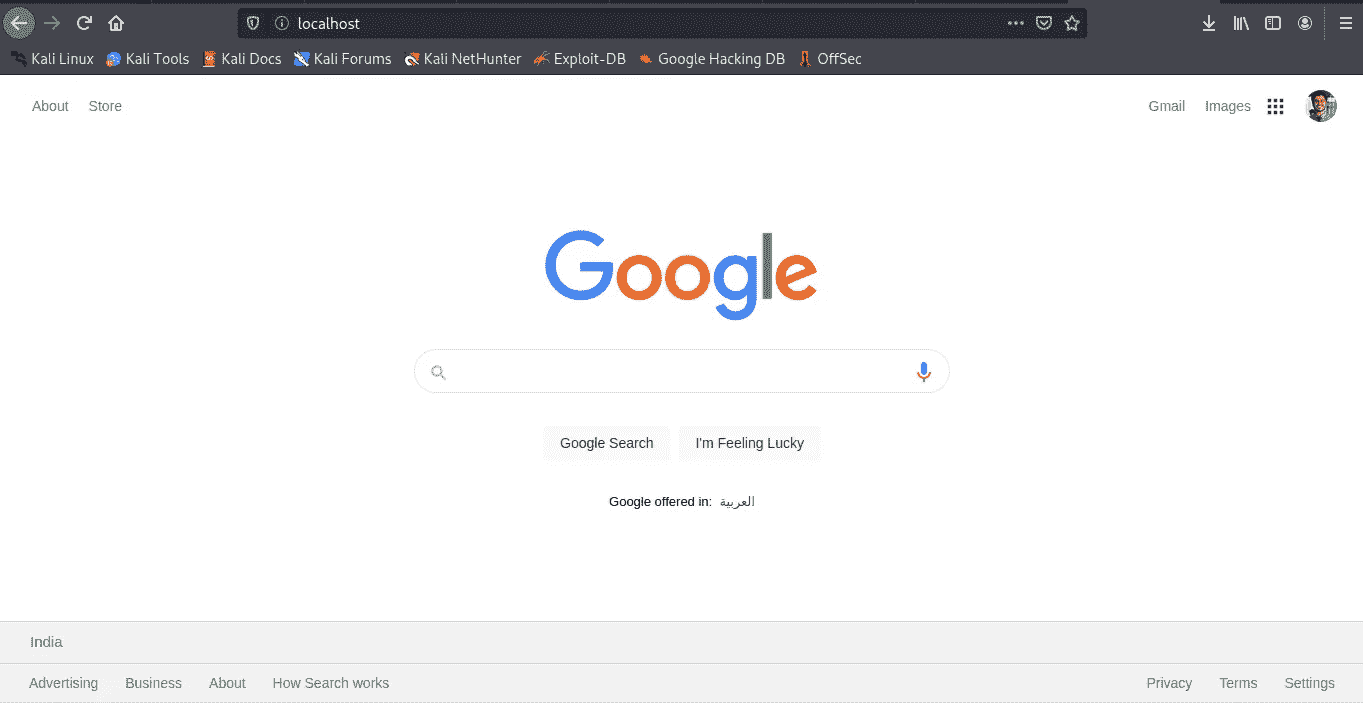 localhost
Kali Linux Kali Tools Kali Docs Kali Forums Kali NetHunter Exploit-DB Google Hacking DB OffSec
About Store Gmail Images
Google
Google Search I'm Feeling Lucky
Google offered in: العربية
India
Advertising Business About How Search works Privacy Terms Settings